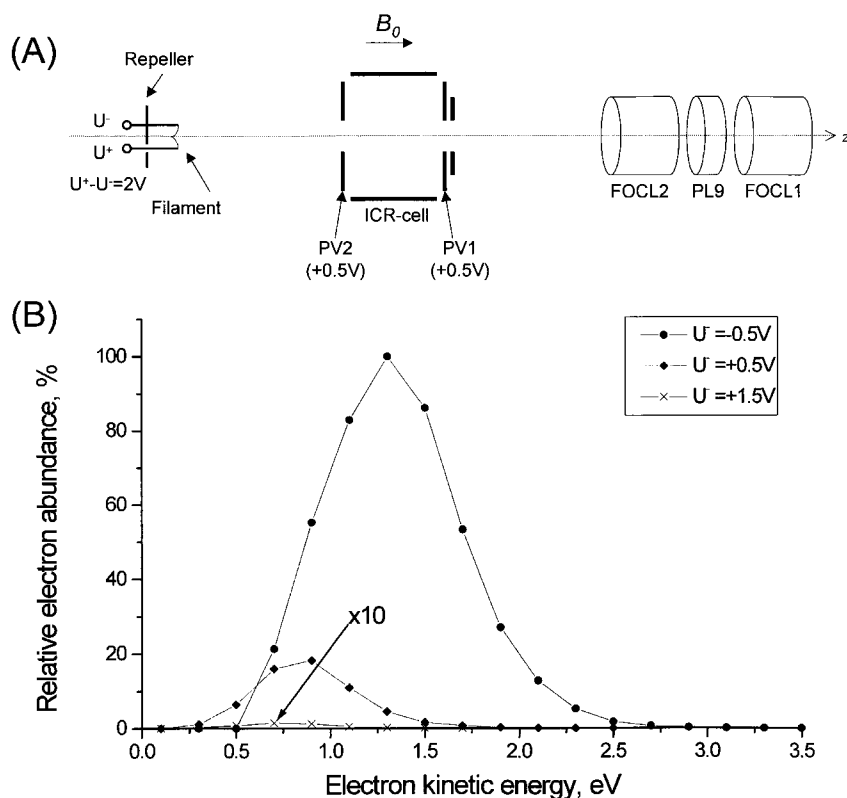 (A)
B₀
Repeller
U⁻
U⁺
U⁺-U⁻=2V
Filament
ICR-cell
PV2
(+0.5V)
PV1
(+0.5V)
FOCL2
PL9
FOCL1
z
(B)
Relative electron abundance, %
100
80
60
40
20
0
U⁻=-0.5V
U⁻=+0.5V
U⁻=+1.5V
x10
0.0 0.5 1.0 1.5 2.0 2.5 3.0 3.5
Electron kinetic energy, eV